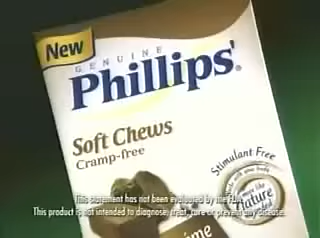 New
GENUINE
Phillips'®
Soft Chews
Cramp-free
Stimulant Free
Nature
This statement has not been evaluated by the FDA.
This product is not intended to diagnose, treat, cure or prevent any disease.